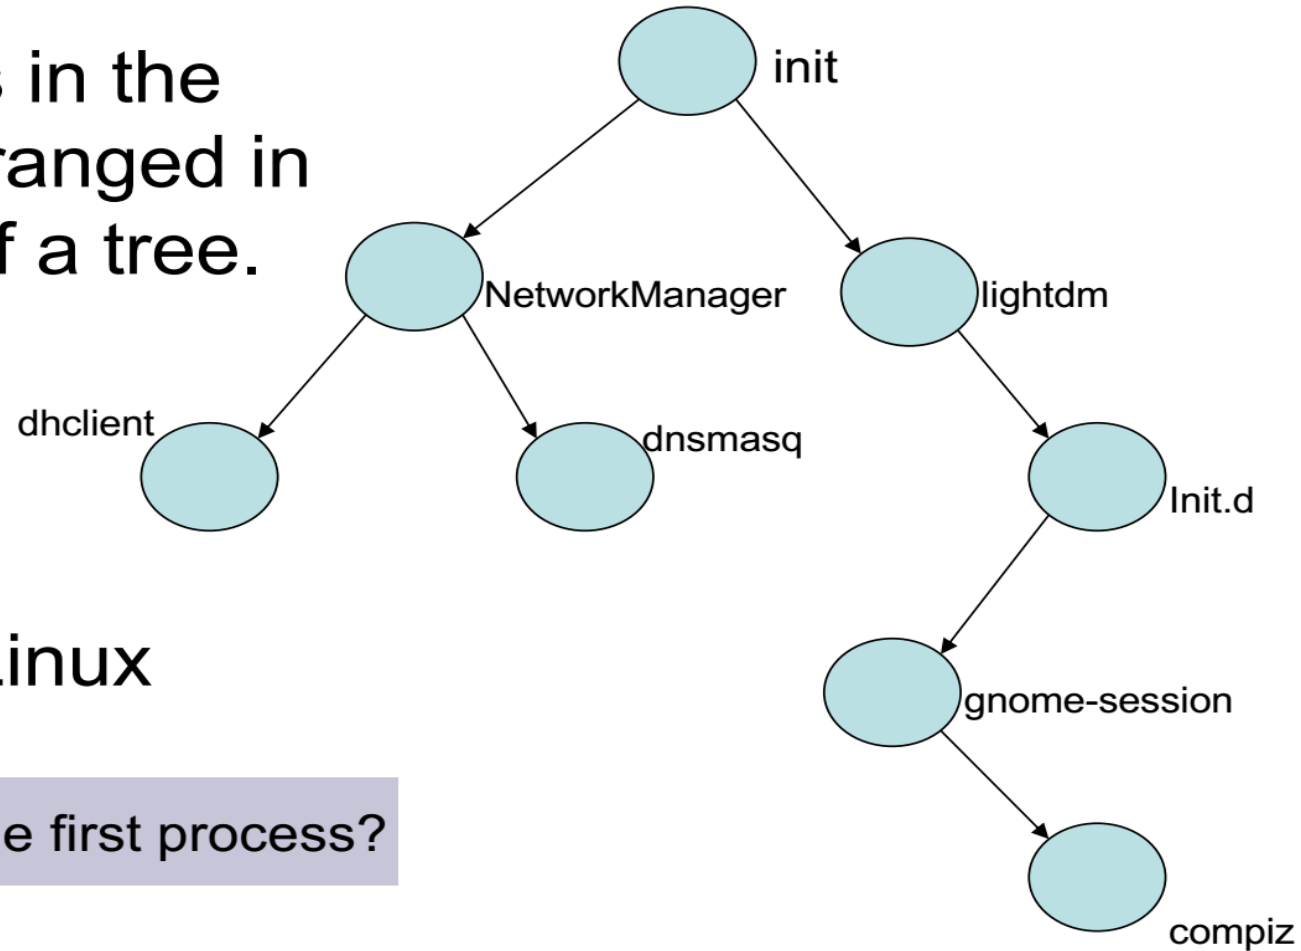 s in the
ranged in
f a tree.
init
NetworkManager
lightdm
dhclient
dnsmasq
Init.d
inux
gnome-session
e first process?
compiz